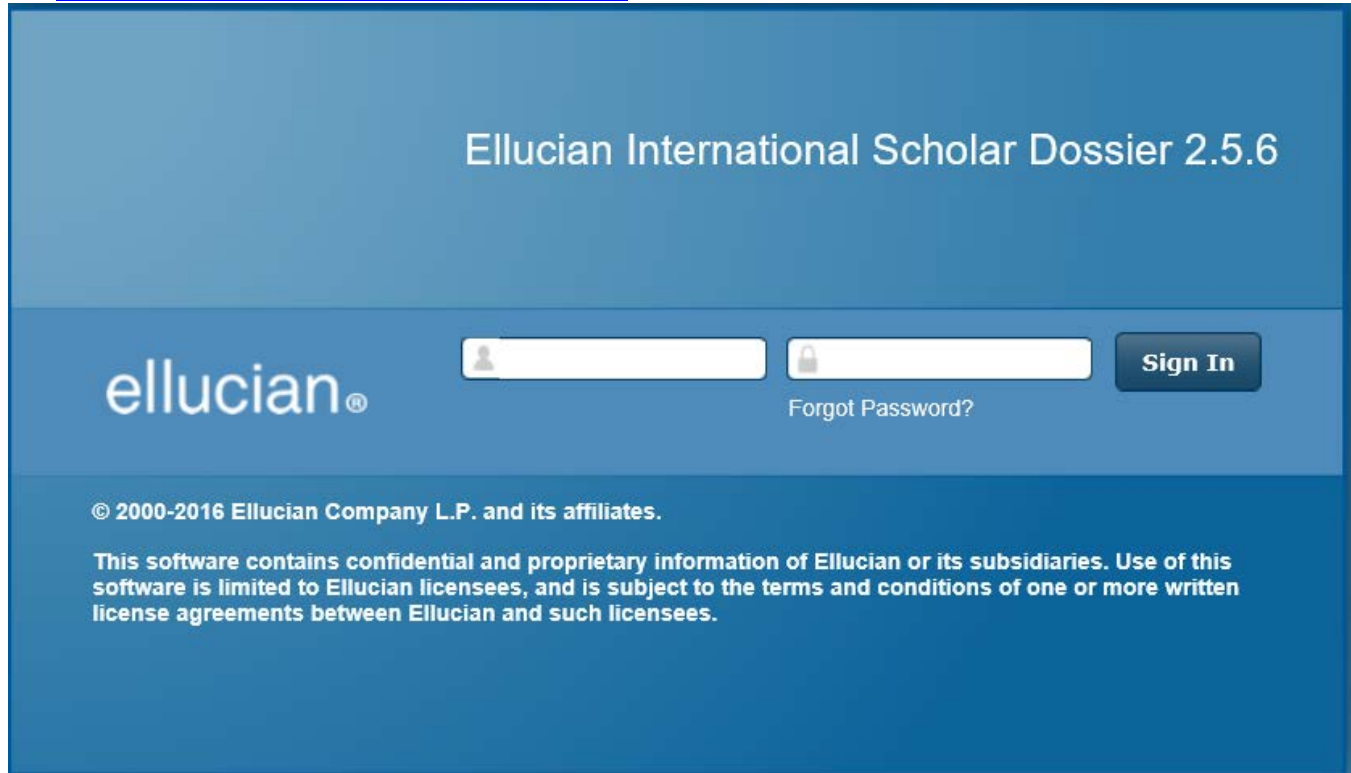 Ellucian International Scholar Dossier 2.5.6
ellucian®
Sign In
Forgot Password?
© 2000-2016 Ellucian Company L.P. and its affiliates.
This software contains confidential and proprietary information of Ellucian or its subsidiaries. Use of this
software is limited to Ellucian licensees, and is subject to the terms and conditions of one or more written
license agreements between Ellucian and such licensees.